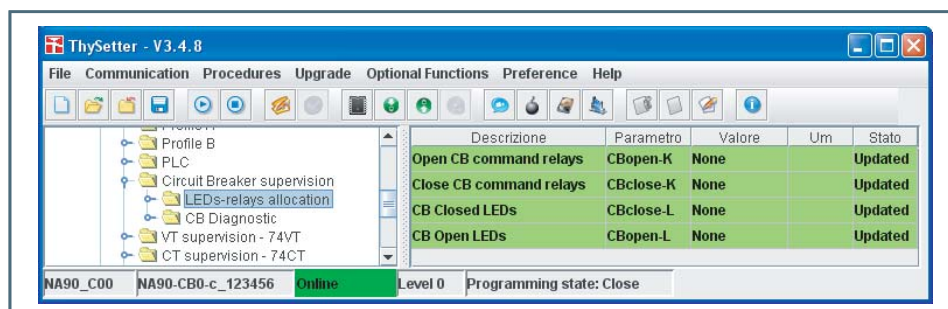 ThySetter - V3.4.8
File Communication Procedures Upgrade Optional Functions Preference Help
Profile B
PLC
Circuit Breaker supervision
LEDs-relays allocation
CB Diagnostic
VT supervision - 74VT
CT supervision - 74CT
Descrizione Parametro Valore Um Stato
Open CB command relays CBopen-K None Updated
Close CB command relays CBclose-K None Updated
CB Closed LEDs CBclose-L None Updated
CB Open LEDs CBopen-L None Updated
NA90_C00 NA90-CB0-c_123456 Online Level 0 Programming state: Close